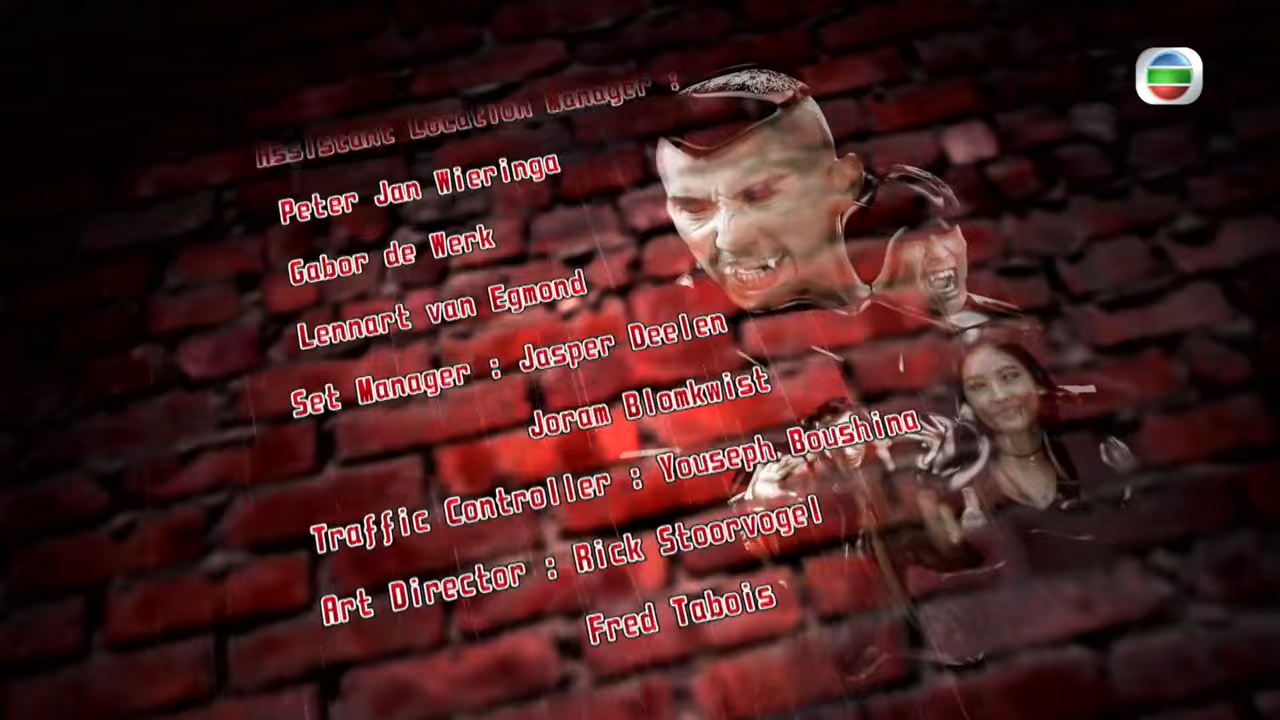 Assistant Location Manager :
Peter Jan Wieringa
Gabor de Werk
Lennart van Egmond
Set Manager : Jasper Deelen
Joram Blomkwist
Traffic Controller : Youseph Boushina
Art Director : Rick Stoorvogel
Fred Tabois